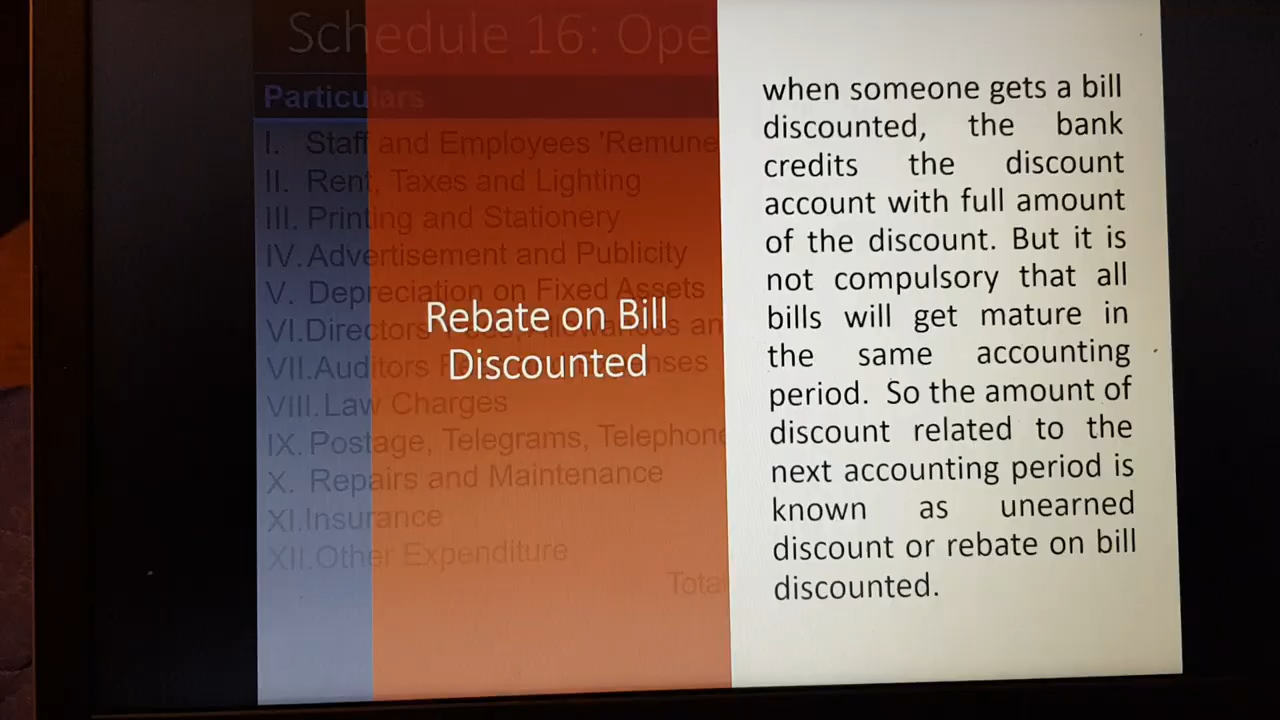 Schedule 16: Ope
Particulars
I. Staff and Employees 'Remune
II. Rent, Taxes and Lighting
III. Printing and Stationery
IV. Advertisement and Publicity
V. Depreciation on Fixed Assets
VI. Directors
VII. Auditors
VIII. Law Charges
IX. Postage, Telegrams, Telephone
X. Repairs and Maintenance
XI. Insurance
XII. Other Expenditure
Total
Rebate on Bill
Discounted
when someone gets a bill
discounted, the bank
credits the discount
account with full amount
of the discount. But it is
not compulsory that all
bills will get mature in
the same accounting
period. So the amount of
discount related to the
next accounting period is
known as unearned
discount or rebate on bill
discounted.